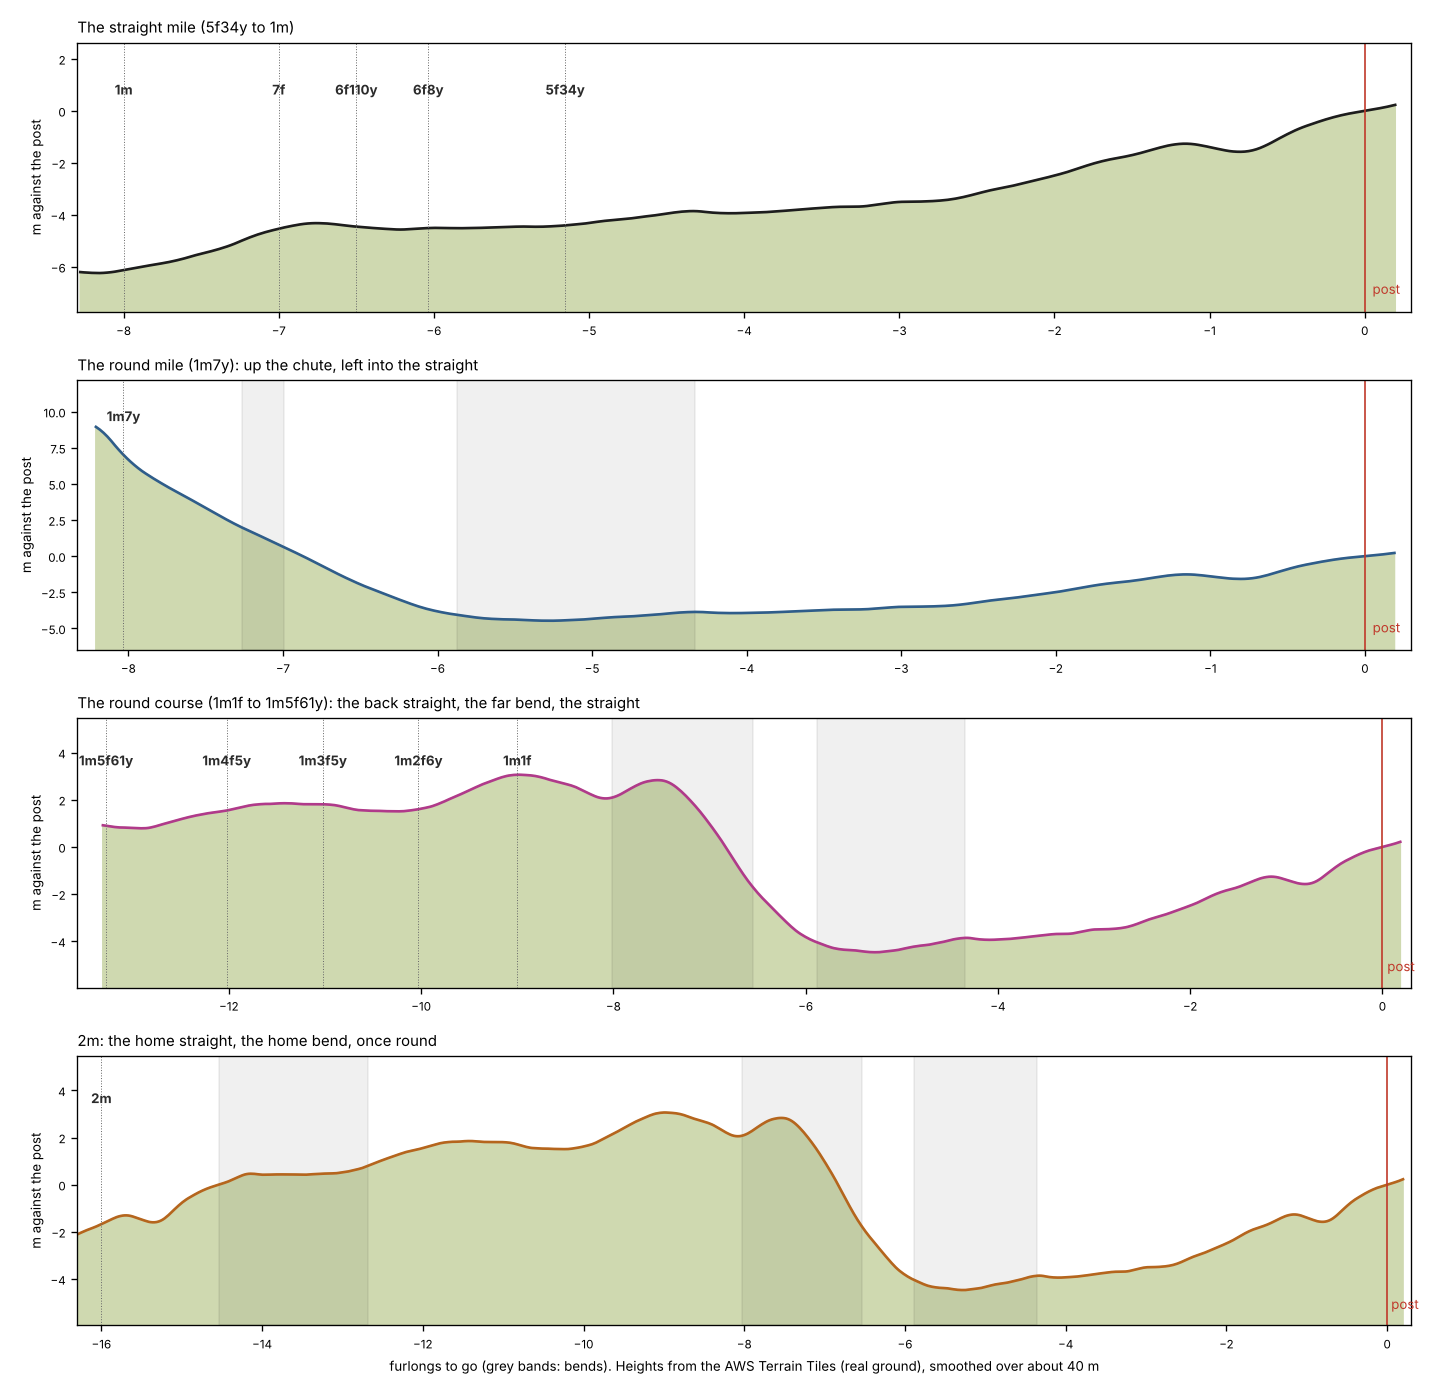 The straight mile (5f34y to 1m)
1m 7f 6f110y 6f8y 5f34y
m against the post
2
0
−2
−4
−6
post
−8 −7 −6 −5 −4 −3 −2 −1 0
The round mile (1m7y): up the chute, left into the straight
1m7y
m against the post
10.0
7.5
5.0
2.5
0.0
−2.5
−5.0
post
−8 −7 −6 −5 −4 −3 −2 −1 0
The round course (1m1f to 1m5f61y): the back straight, the far bend, the straight
1m5f61y 1m4f5y 1m3f5y 1m2f6y 1m1f
m against the post
4
2
0
−2
−4
post
−12 −10 −8 −6 −4 −2 0
2m: the home straight, the home bend, once round
2m
m against the post
4
2
0
−2
−4
post
−16 −14 −12 −10 −8 −6 −4 −2 0
furlongs to go (grey bands: bends). Heights from the AWS Terrain Tiles (real ground), smoothed over about 40 m